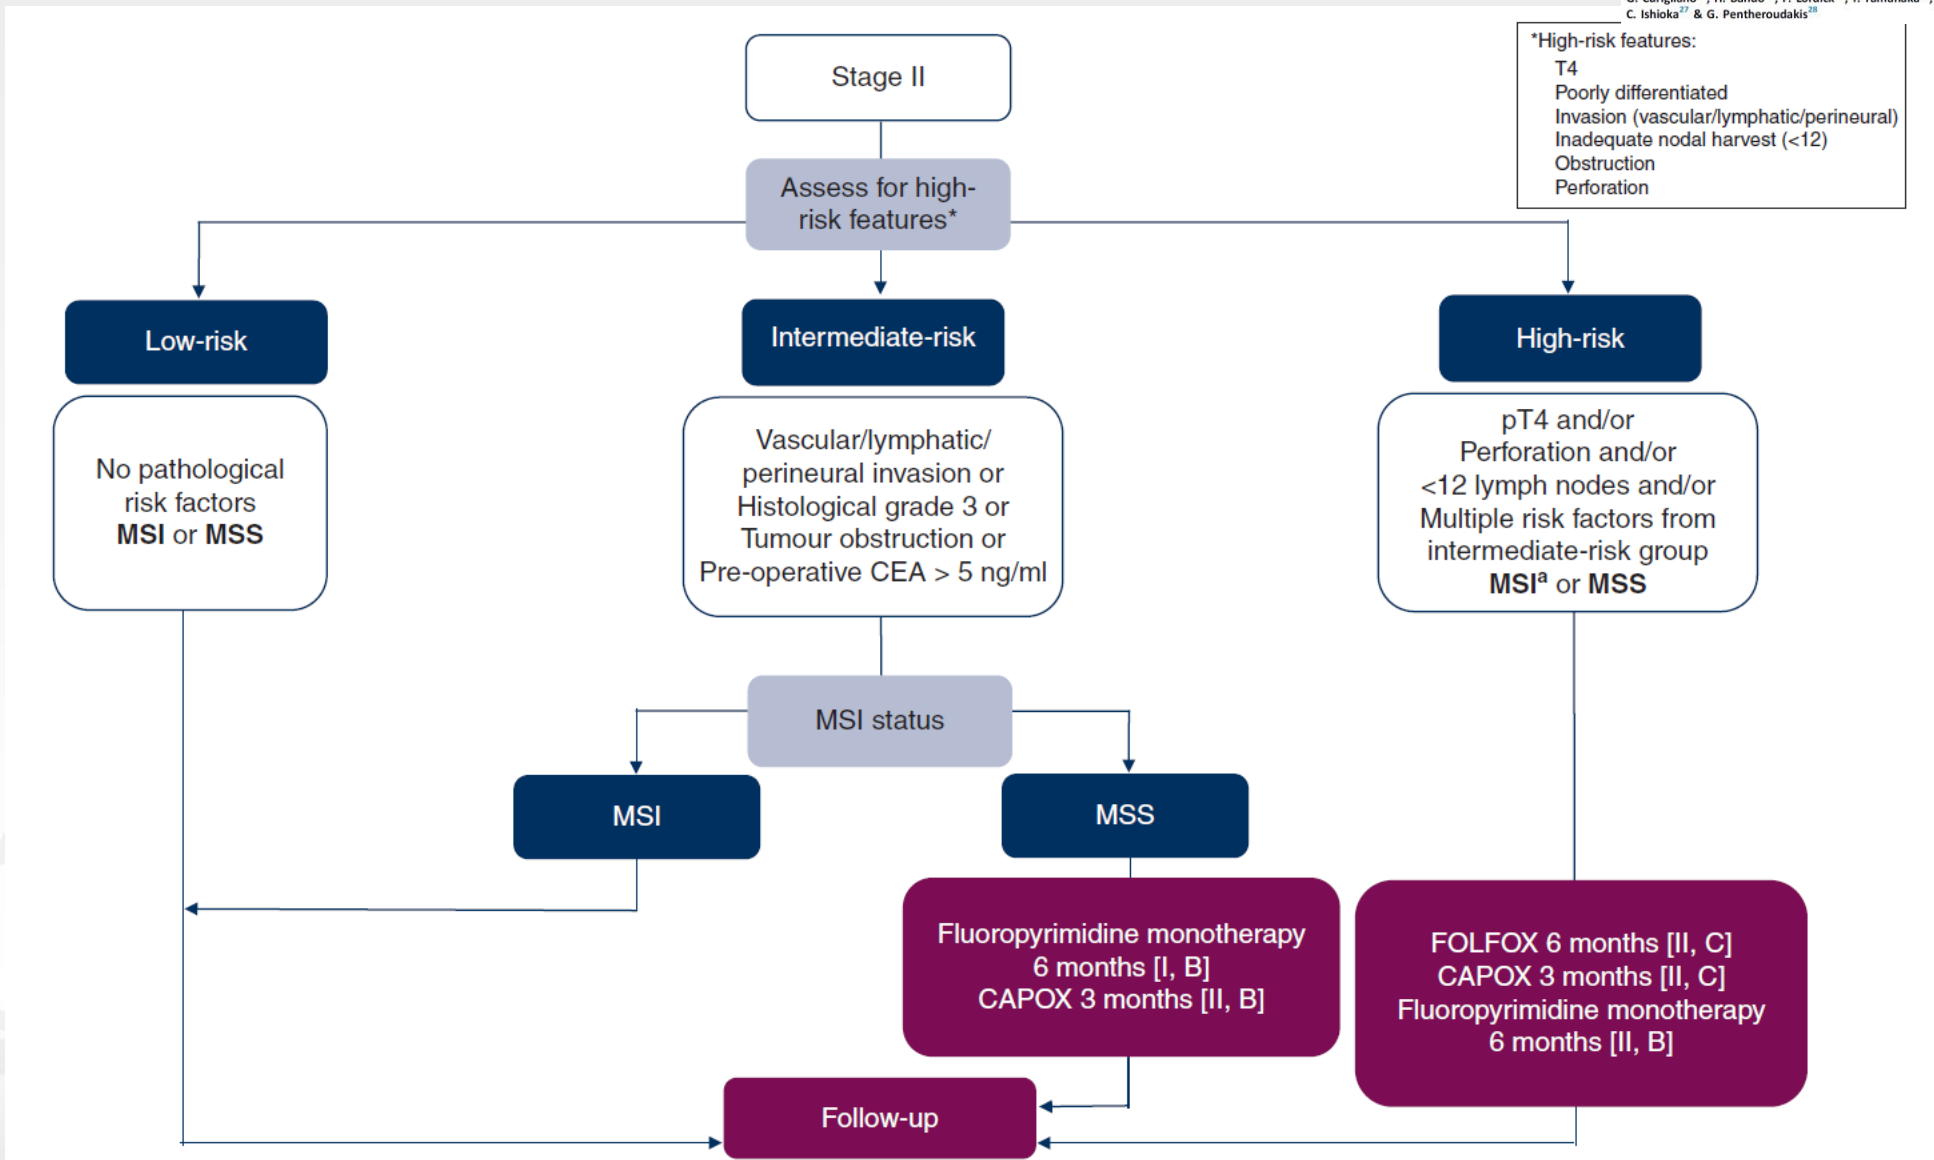 C. Ishioka27 & G. Pentheroudakis28
*High-risk features:
T4
Poorly differentiated
Invasion (vascular/lymphatic/perineural)
Inadequate nodal harvest (<12)
Obstruction
Perforation
Stage II
Assess for high-
risk features*
Low-risk
Intermediate-risk
High-risk
No pathological
risk factors
MSI or MSS
Vascular/lymphatic/
perineural invasion or
Histological grade 3 or
Tumour obstruction or
Pre-operative CEA > 5 ng/ml
pT4 and/or
Perforation and/or
<12 lymph nodes and/or
Multiple risk factors from
intermediate-risk group
MSIa or MSS
MSI status
MSI
MSS
Fluoropyrimidine monotherapy
6 months [I, B]
CAPOX 3 months [II, B]
FOLFOX 6 months [II, C]
CAPOX 3 months [II, C]
Fluoropyrimidine monotherapy
6 months [II, B]
Follow-up